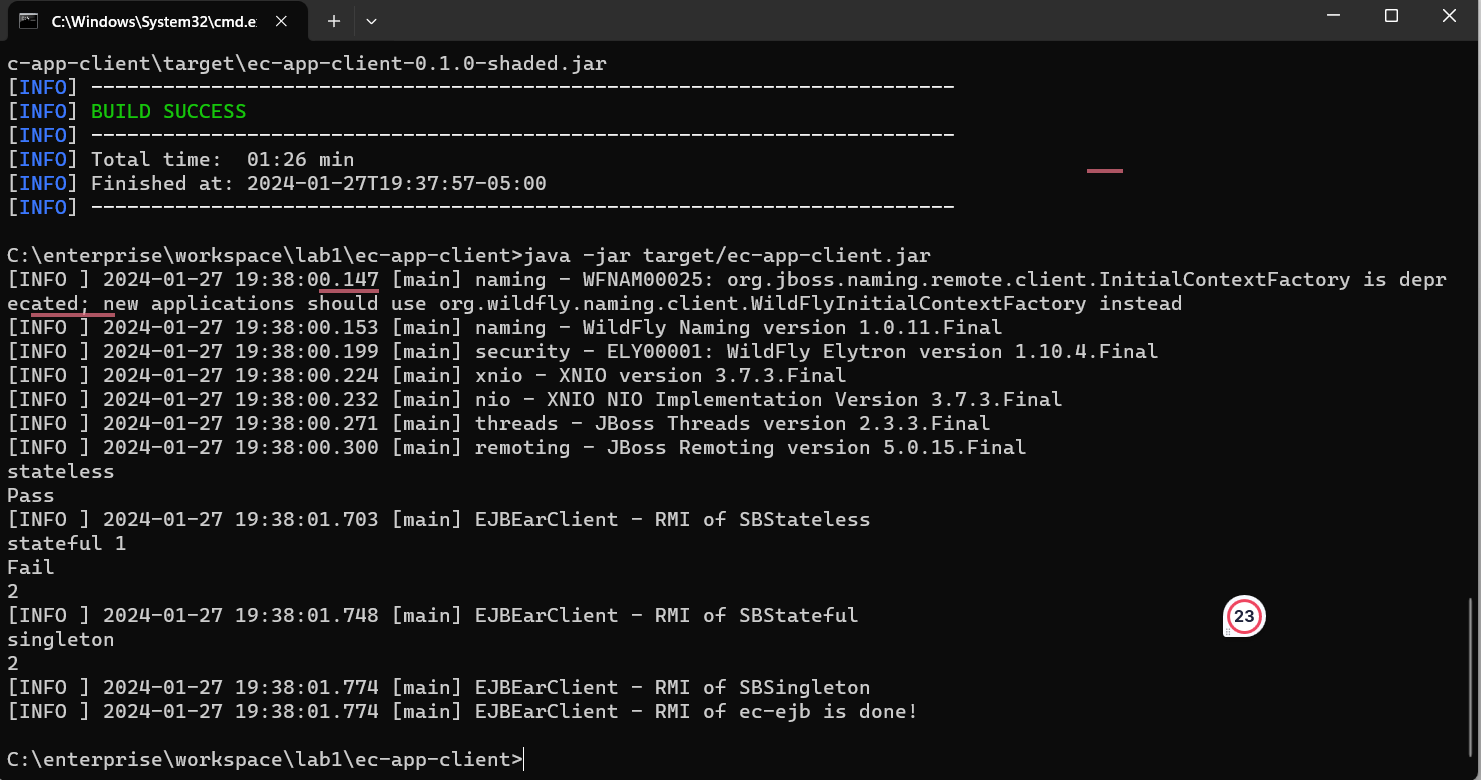 C:\Windows\System32\cmd.e
c-app-client\target\ec-app-client-0.1.0-shaded.jar
[INFO] ------------------------------------------------------------------------
[INFO] BUILD SUCCESS
[INFO] ------------------------------------------------------------------------
[INFO] Total time:  01:26 min
[INFO] Finished at: 2024-01-27T19:37:57-05:00
[INFO] ------------------------------------------------------------------------
C:\enterprise\workspace\lab1\ec-app-client>java -jar target/ec-app-client.jar
[INFO ] 2024-01-27 19:38:00.147 [main] naming - WFNAM00025: org.jboss.naming.remote.client.InitialContextFactory is depr
ecated; new applications should use org.wildfly.naming.client.WildFlyInitialContextFactory instead
[INFO ] 2024-01-27 19:38:00.153 [main] naming - WildFly Naming version 1.0.11.Final
[INFO ] 2024-01-27 19:38:00.199 [main] security - ELY00001: WildFly Elytron version 1.10.4.Final
[INFO ] 2024-01-27 19:38:00.224 [main] xnio - XNIO version 3.7.3.Final
[INFO ] 2024-01-27 19:38:00.232 [main] nio - XNIO NIO Implementation Version 3.7.3.Final
[INFO ] 2024-01-27 19:38:00.271 [main] threads - JBoss Threads version 2.3.3.Final
[INFO ] 2024-01-27 19:38:00.300 [main] remoting - JBoss Remoting version 5.0.15.Final
stateless
Pass
[INFO ] 2024-01-27 19:38:01.703 [main] EJBEarClient - RMI of SBStateless
stateful 1
Fail
2
[INFO ] 2024-01-27 19:38:01.748 [main] EJBEarClient - RMI of SBStateful
23
singleton
2
[INFO ] 2024-01-27 19:38:01.774 [main] EJBEarClient - RMI of SBSingleton
[INFO ] 2024-01-27 19:38:01.774 [main] EJBEarClient - RMI of ec-ejb is done!
C:\enterprise\workspace\lab1\ec-app-client>